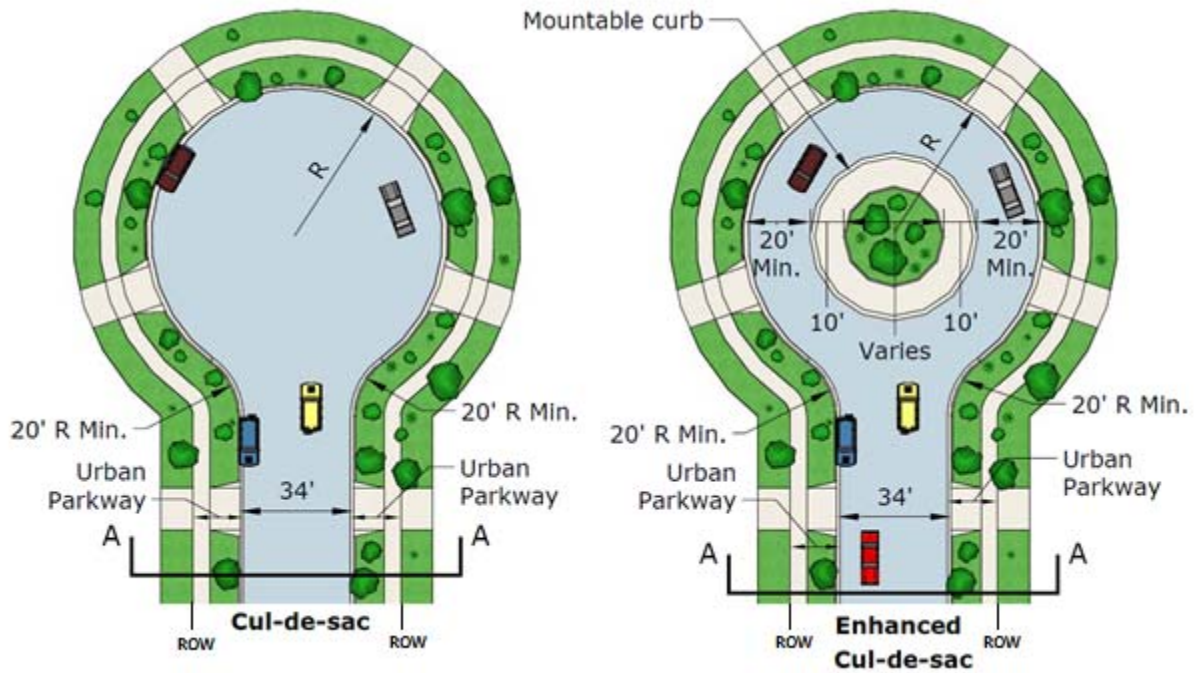 R
20' R Min.
20' R Min.
Urban
Parkway
Urban
Parkway
34'
A
A
Cul-de-sac
ROW
ROW
Mountable curb
R
20'
Min.
20'
Min.
10'
10'
Varies
20' R Min.
20' R Min.
Urban
Parkway
Urban
Parkway
34'
A
A
Enhanced
Cul-de-sac
ROW
ROW